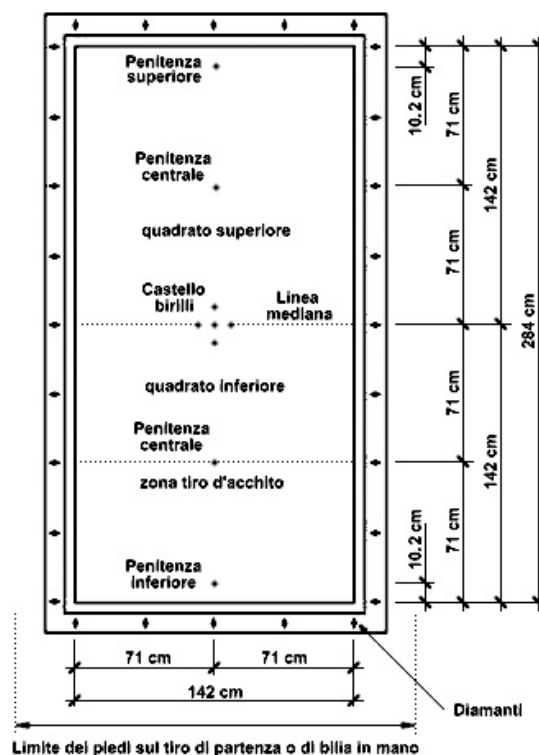 Penitenza
superiore
10.2 cm
71 cm
Penitenza
centrale
142 cm
quadrato superiore
71 cm
Castello
birilli
Linea
mediana
284 cm
quadrato inferiore
71 cm
Penitenza
centrale
142 cm
zona tiro d'acchito
10.2 cm
71 cm
Penitenza
inferiore
71 cm
71 cm
142 cm
Diamanti
Limite dei piedi sul tiro di partenza o di bilia in mano